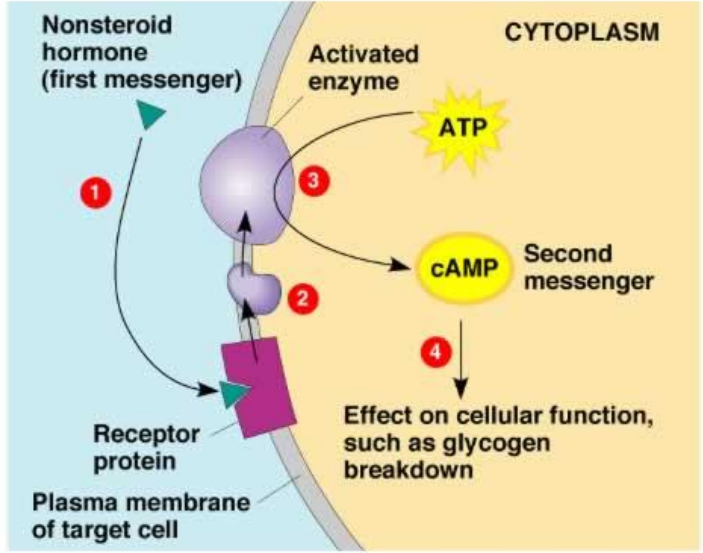 Nonsteroid
hormone
(first messenger)
Activated
enzyme
CYTOPLASM
ATP
1
3
cAMP
Second
messenger
2
4
Effect on cellular function,
such as glycogen
breakdown
Receptor
protein
Plasma membrane
of target cell